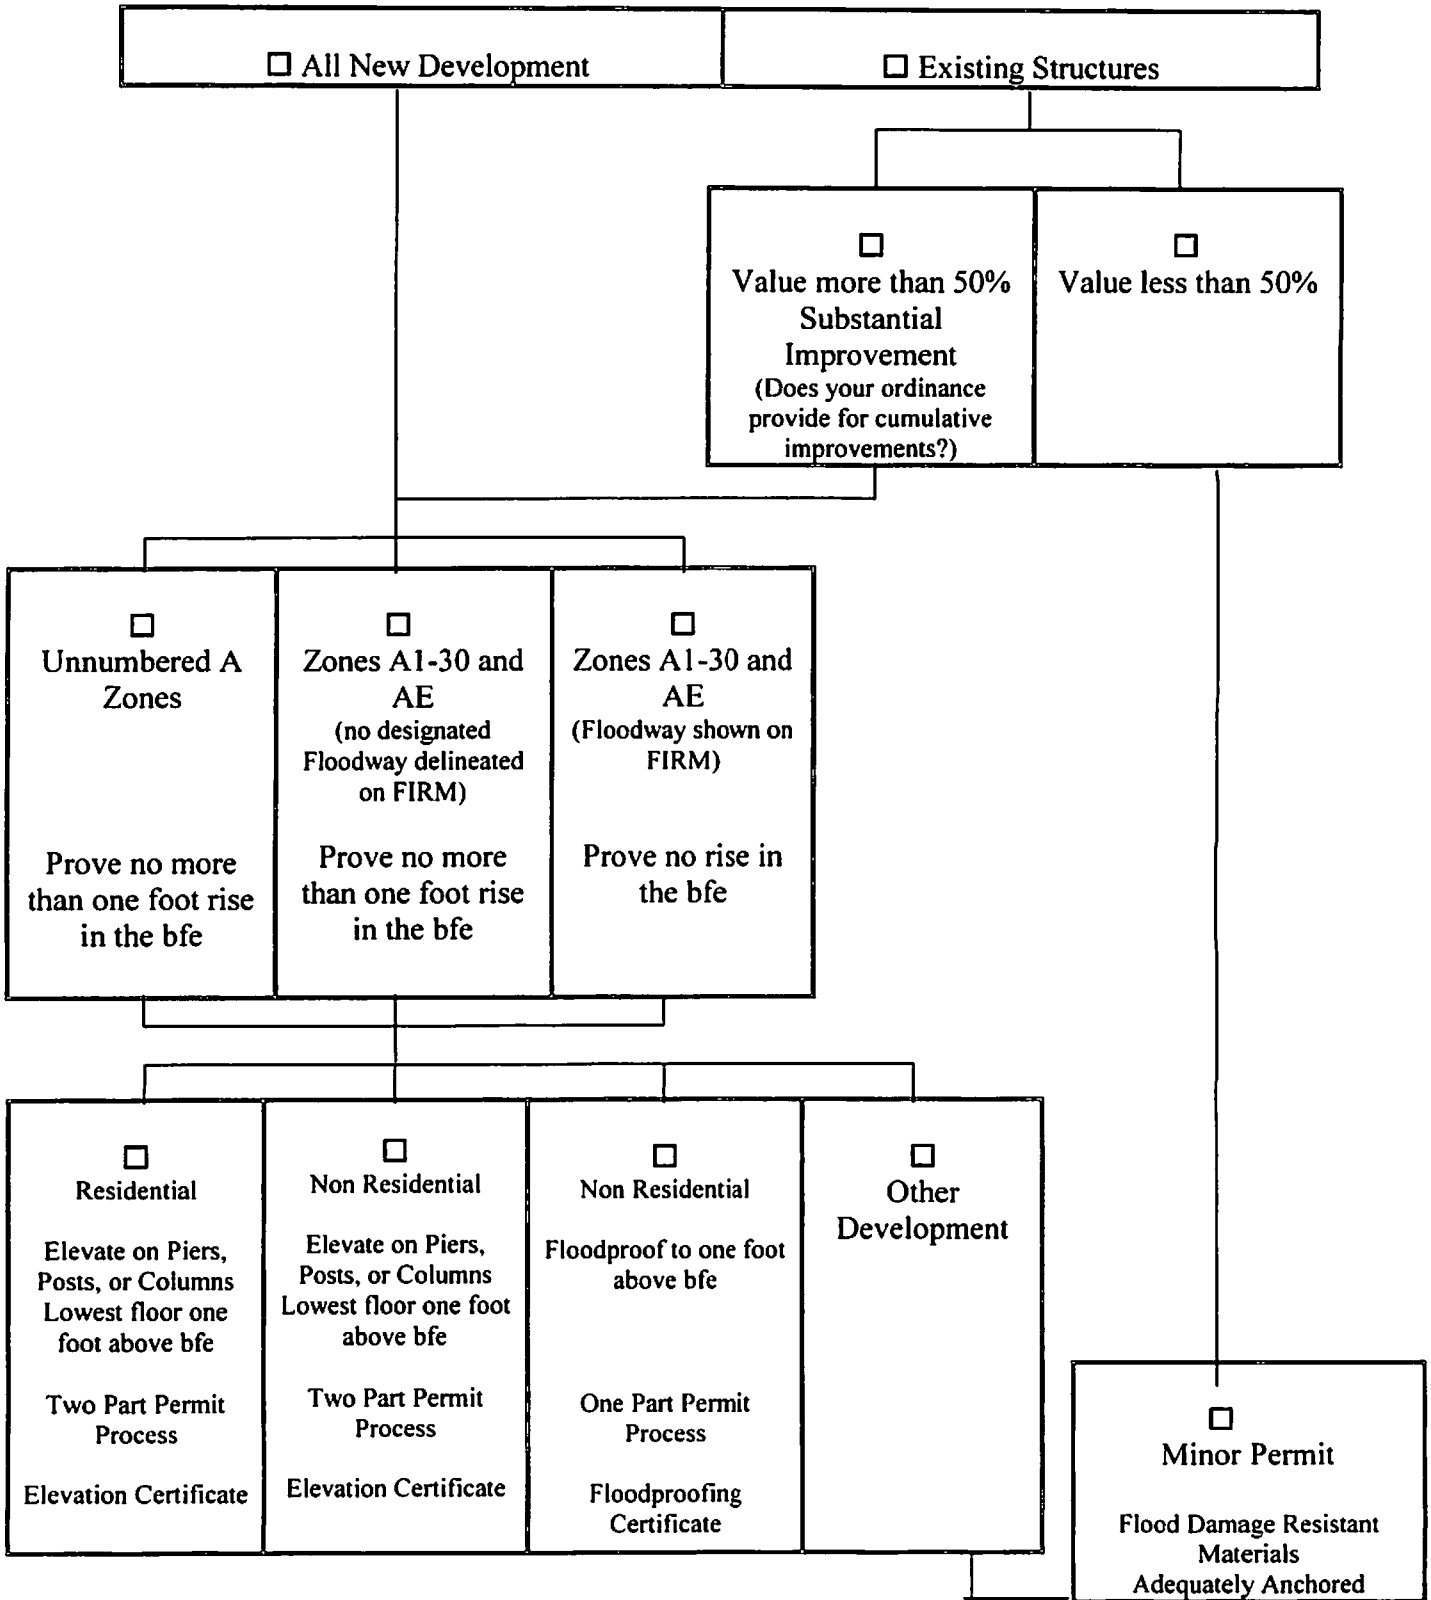 ☐ All New Development
☐ Existing Structures
☐
Value more than 50%
Substantial
Improvement
(Does your ordinance
provide for cumulative
improvements?)
☐
Value less than 50%
☐
Unnumbered A
Zones
Prove no more
than one foot rise
in the bfe
☐
Zones A1-30 and
AE
(no designated
Floodway delineated
on FIRM)
Prove no more
than one foot rise
in the bfe
☐
Zones A1-30 and
AE
(Floodway shown on
FIRM)
Prove no rise in
the bfe
☐
Residential
Elevate on Piers,
Posts, or Columns
Lowest floor one
foot above bfe
Two Part Permit
Process
Elevation Certificate
☐
Non Residential
Elevate on Piers,
Posts, or Columns
Lowest floor one foot
above bfe
Two Part Permit
Process
Elevation Certificate
☐
Non Residential
Floodproof to one foot
above bfe
One Part Permit
Process
Floodproofing
Certificate
☐
Other
Development
☐
Minor Permit
Flood Damage Resistant
Materials
Adequately Anchored